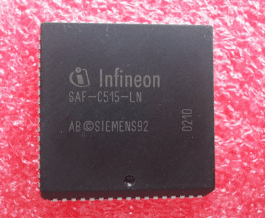 Infineon
SAF-C515-LN
AB ©SIEMENS92
0210